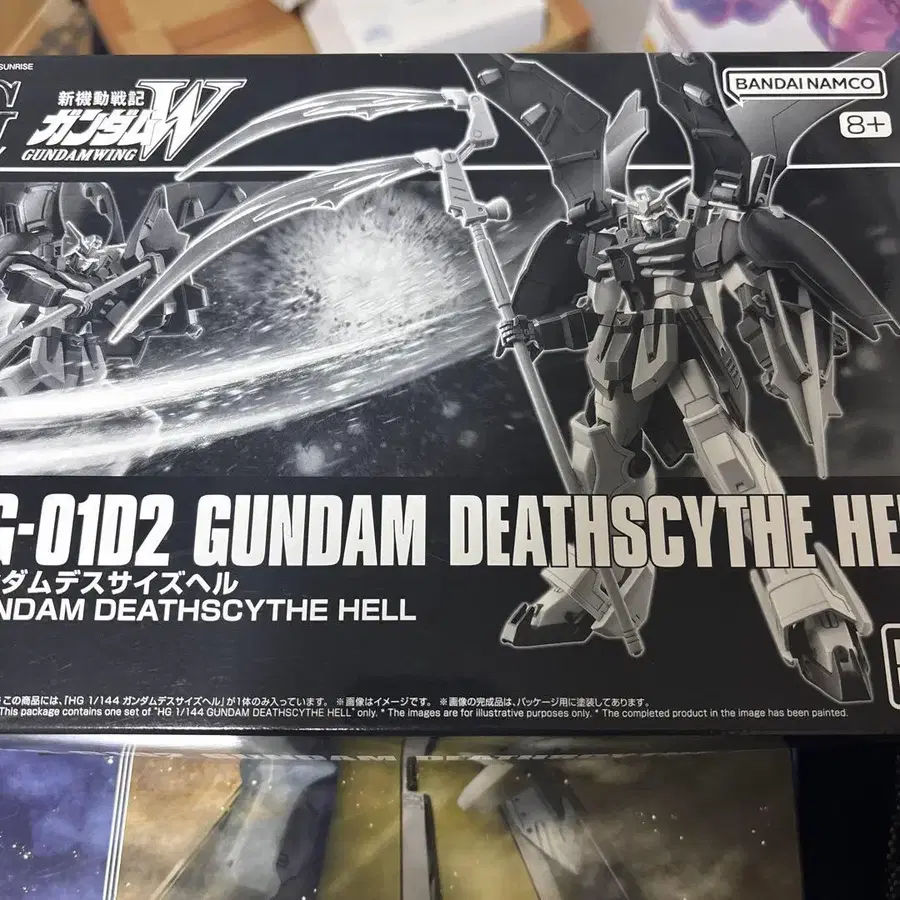 SUNRISE
新機動戦記
ガンダムW
GUNDAMWING
BANDAI NAMCO
8+
G-01D2 GUNDAM DEATHSCYTHE HE
ダムデスサイズヘル
NDAM DEATHSCYTHE HELL
この商品には、「HG 1/144 ガンダムデスサイズヘル」が1体のみ入っています。 ※画像はイメージです。 ※画像の完成品は、パッケージ用に塗装してあります。
This package contains one set of "HG 1/144 GUNDAM DEATHSCYTHE HELL" only. * The images are for illustrative purposes only. * The completed product in the image has been painted.
GUNDAM DEATHSCYTHE